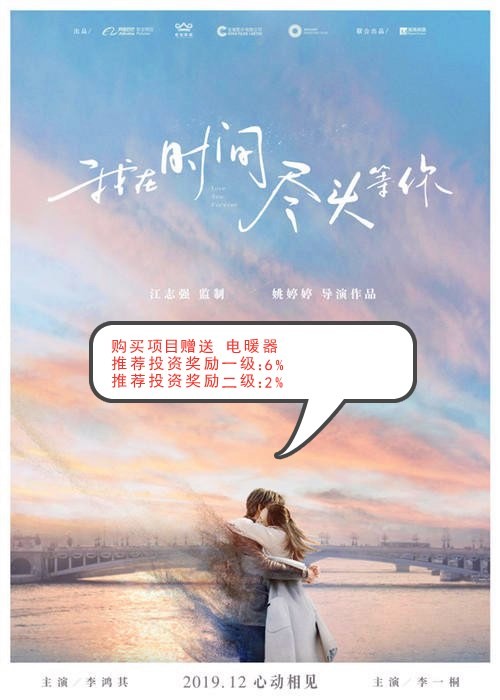 出品/
Alibaba Pictures
联合出品/
我在时间尽头等你
Love
You
Forever
江志强 监制
姚婷婷 导演作品
购买项目赠送 电暖器
推荐投资奖励一级:6%
推荐投资奖励二级:2%
主演/李鸿其
2019.12 心动相见
主演/李一桐